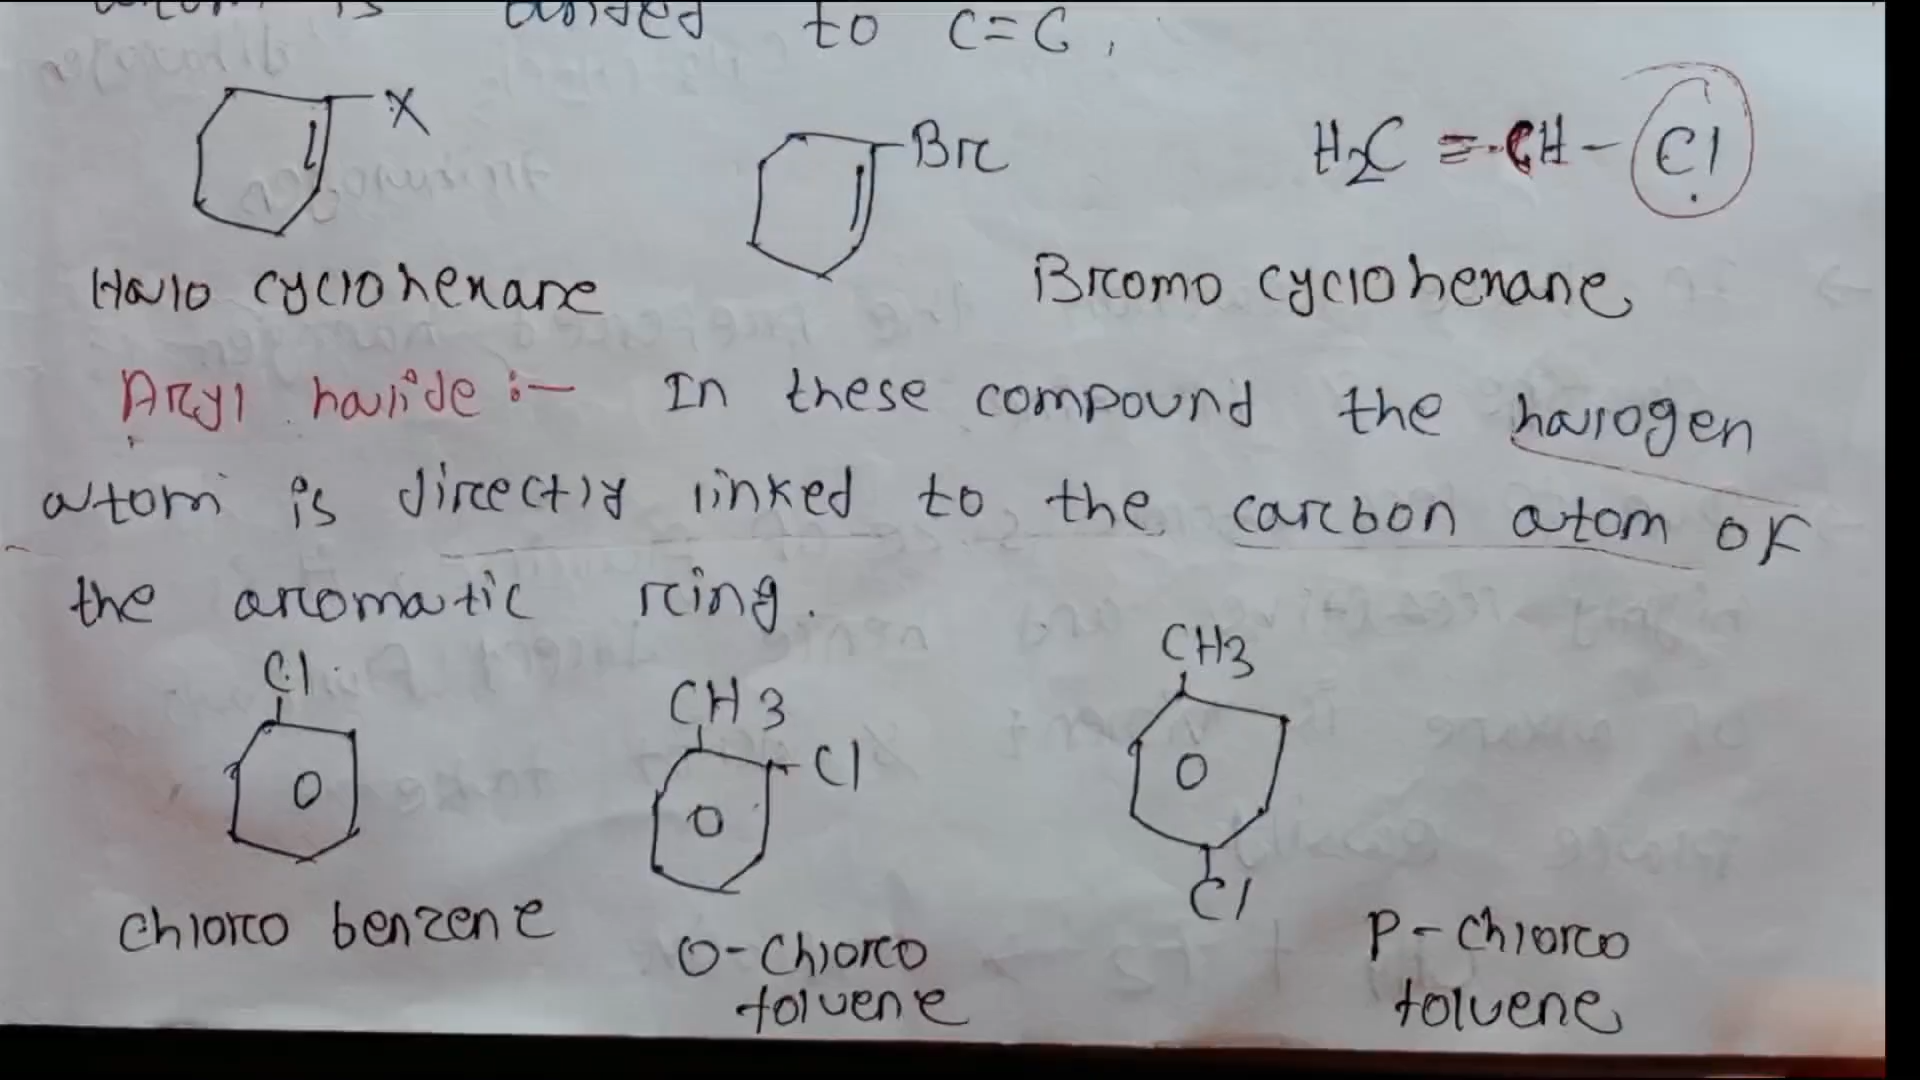 is bonded to C=C.
X
Br
H2C = CH - Cl
Halo cyclohexane
Bromo cyclohexane
Aryl halide :- In these compound the halogen
atom is directly linked to the carbon atom of
the aromatic ring.
Cl
CH3
Cl
CH3
Cl
Chloro benzene
O-Chloro
toluene
P-Chloro
toluene